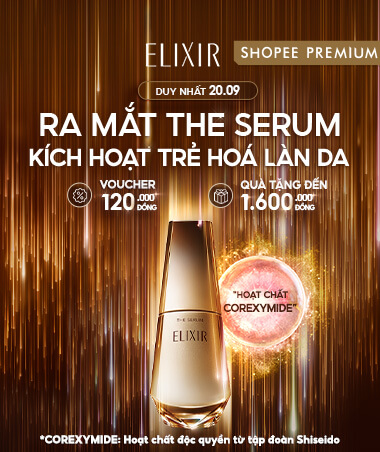 ELIXIR
SHOPEE PREMIUM
DUY NHẤT 20.09
RA MẮT THE SERUM
KÍCH HOẠT TRẺ HOÁ LÀN DA
VOUCHER
120.000* ĐỒNG
QUÀ TẶNG ĐẾN
1.600.000* ĐỒNG
"HOẠT CHẤT
COREXYMIDE"
THE SERUM
ELIXIR
*COREXYMIDE: Hoạt chất độc quyền từ tập đoàn Shiseido